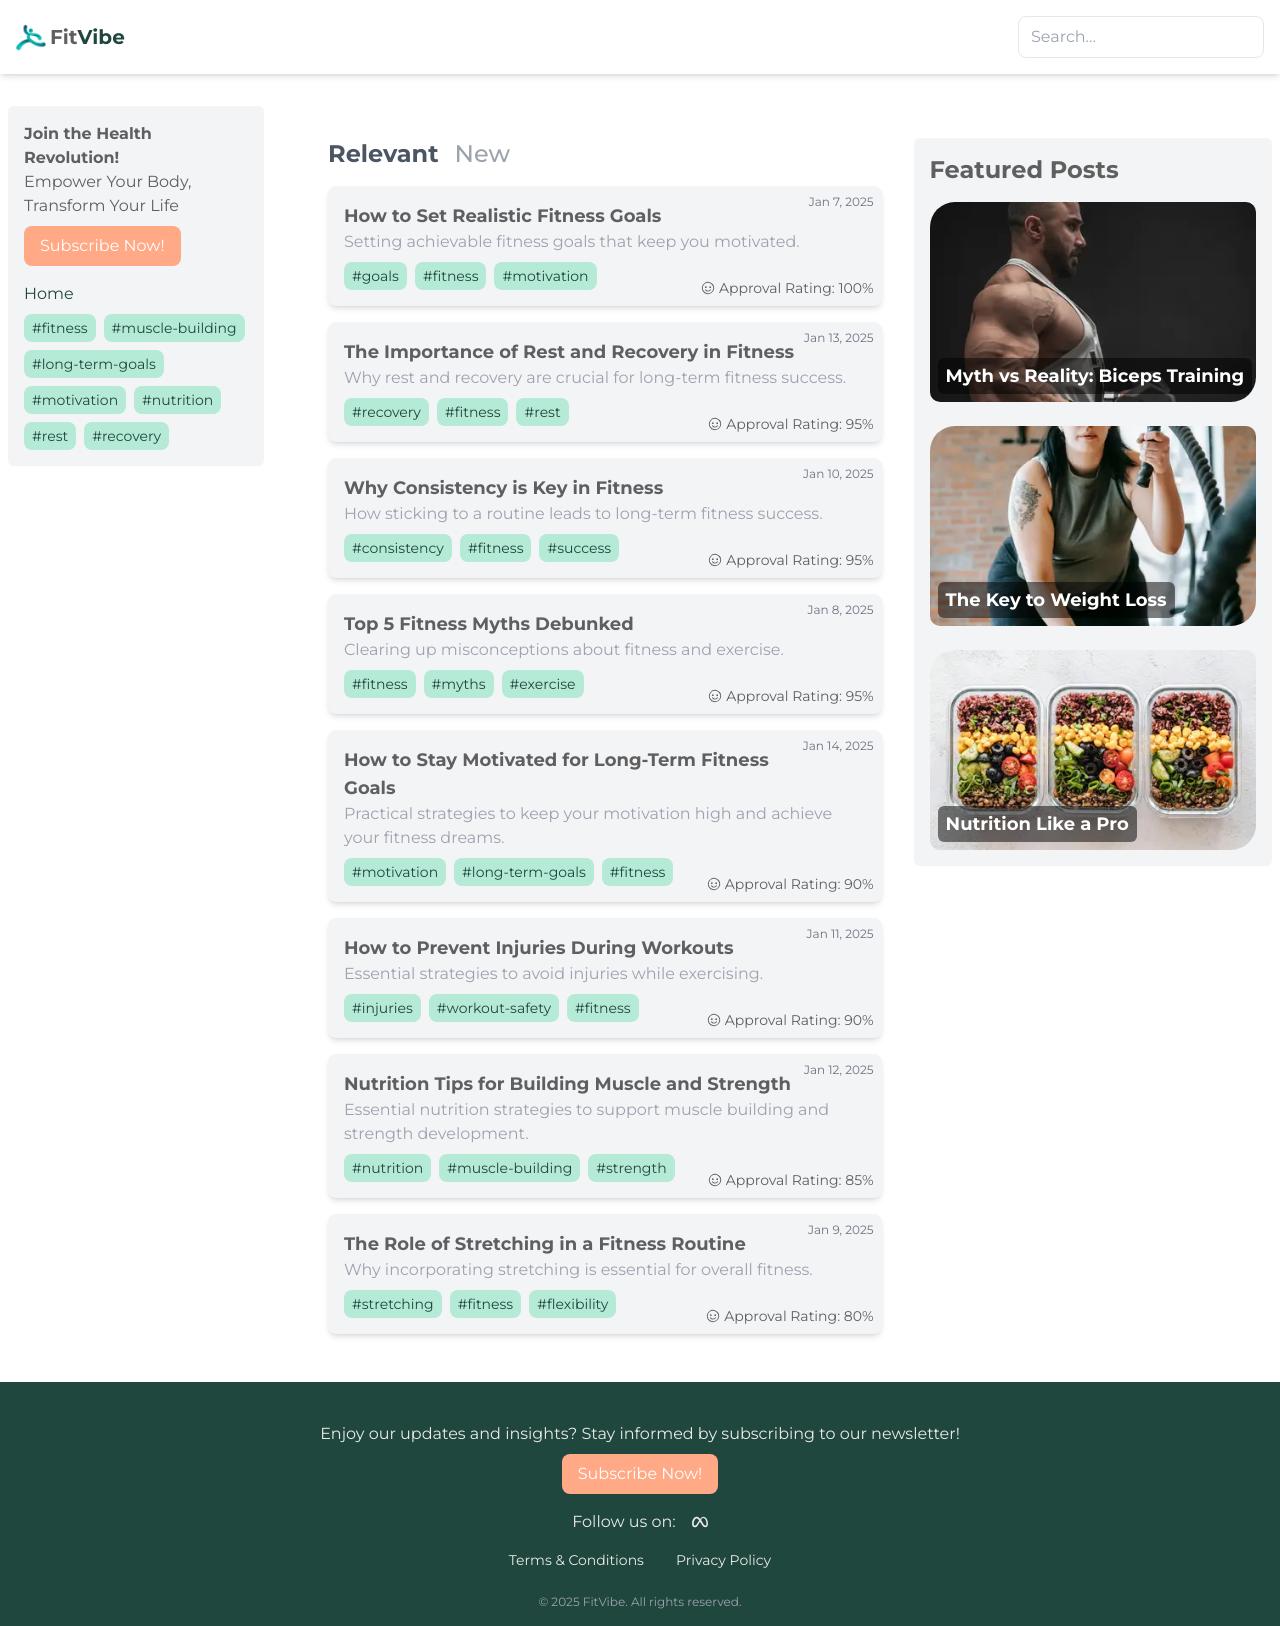 FitVibe
Search...
Join the Health
Revolution!
Empower Your Body,
Transform Your Life
Subscribe Now!
Home
#fitness #muscle-building
#long-term-goals
#motivation #nutrition
#rest #recovery
Relevant New
Jan 7, 2025
How to Set Realistic Fitness Goals
Setting achievable fitness goals that keep you motivated.
#goals #fitness #motivation
Approval Rating: 100%
Jan 13, 2025
The Importance of Rest and Recovery in Fitness
Why rest and recovery are crucial for long-term fitness success.
#recovery #fitness #rest
Approval Rating: 95%
Jan 10, 2025
Why Consistency is Key in Fitness
How sticking to a routine leads to long-term fitness success.
#consistency #fitness #success
Approval Rating: 95%
Jan 8, 2025
Top 5 Fitness Myths Debunked
Clearing up misconceptions about fitness and exercise.
#fitness #myths #exercise
Approval Rating: 95%
Jan 14, 2025
How to Stay Motivated for Long-Term Fitness
Goals
Practical strategies to keep your motivation high and achieve
your fitness dreams.
#motivation #long-term-goals #fitness
Approval Rating: 90%
Jan 11, 2025
How to Prevent Injuries During Workouts
Essential strategies to avoid injuries while exercising.
#injuries #workout-safety #fitness
Approval Rating: 90%
Jan 12, 2025
Nutrition Tips for Building Muscle and Strength
Essential nutrition strategies to support muscle building and
strength development.
#nutrition #muscle-building #strength
Approval Rating: 85%
Jan 9, 2025
The Role of Stretching in a Fitness Routine
Why incorporating stretching is essential for overall fitness.
#stretching #fitness #flexibility
Approval Rating: 80%
Featured Posts
Myth vs Reality: Biceps Training
The Key to Weight Loss
Nutrition Like a Pro
Enjoy our updates and insights? Stay informed by subscribing to our newsletter!
Subscribe Now!
Follow us on:
Terms & Conditions Privacy Policy
© 2025 FitVibe. All rights reserved.